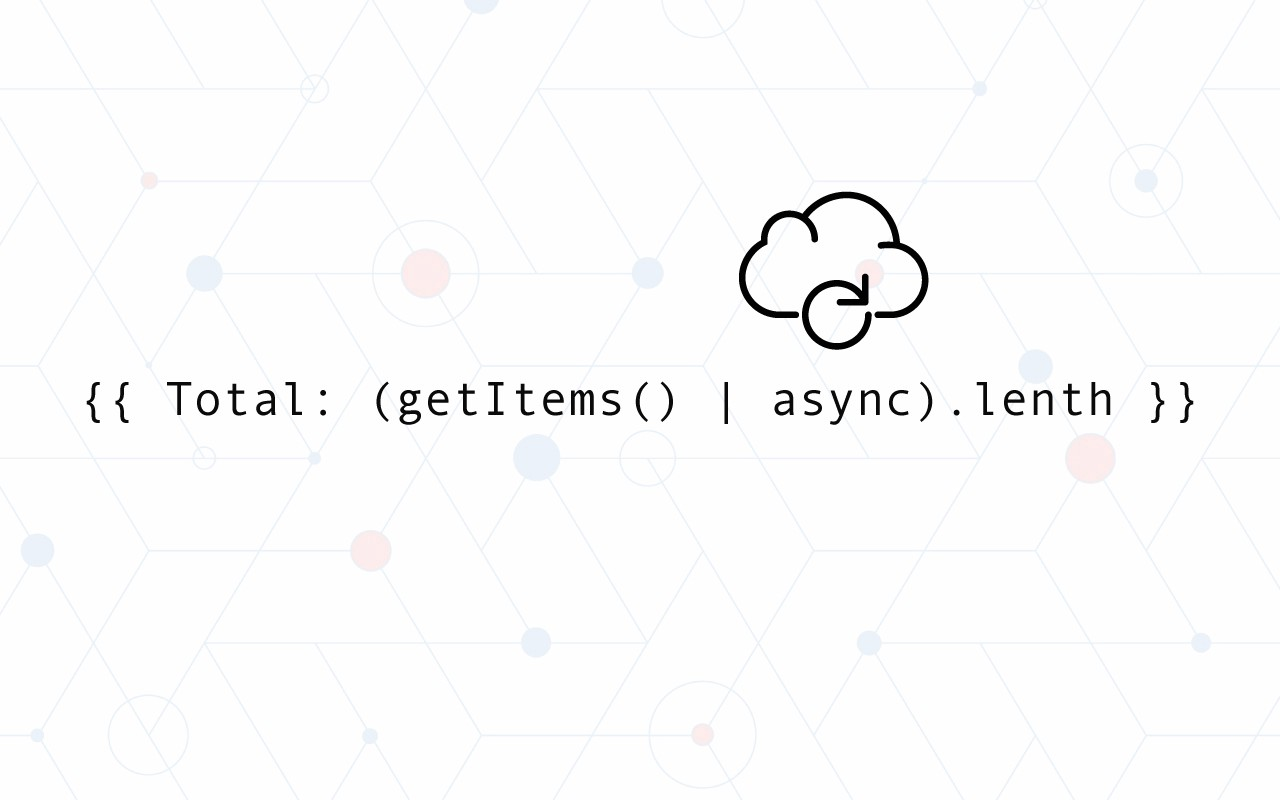 {{ Total: (getItems() | async).lenth }}